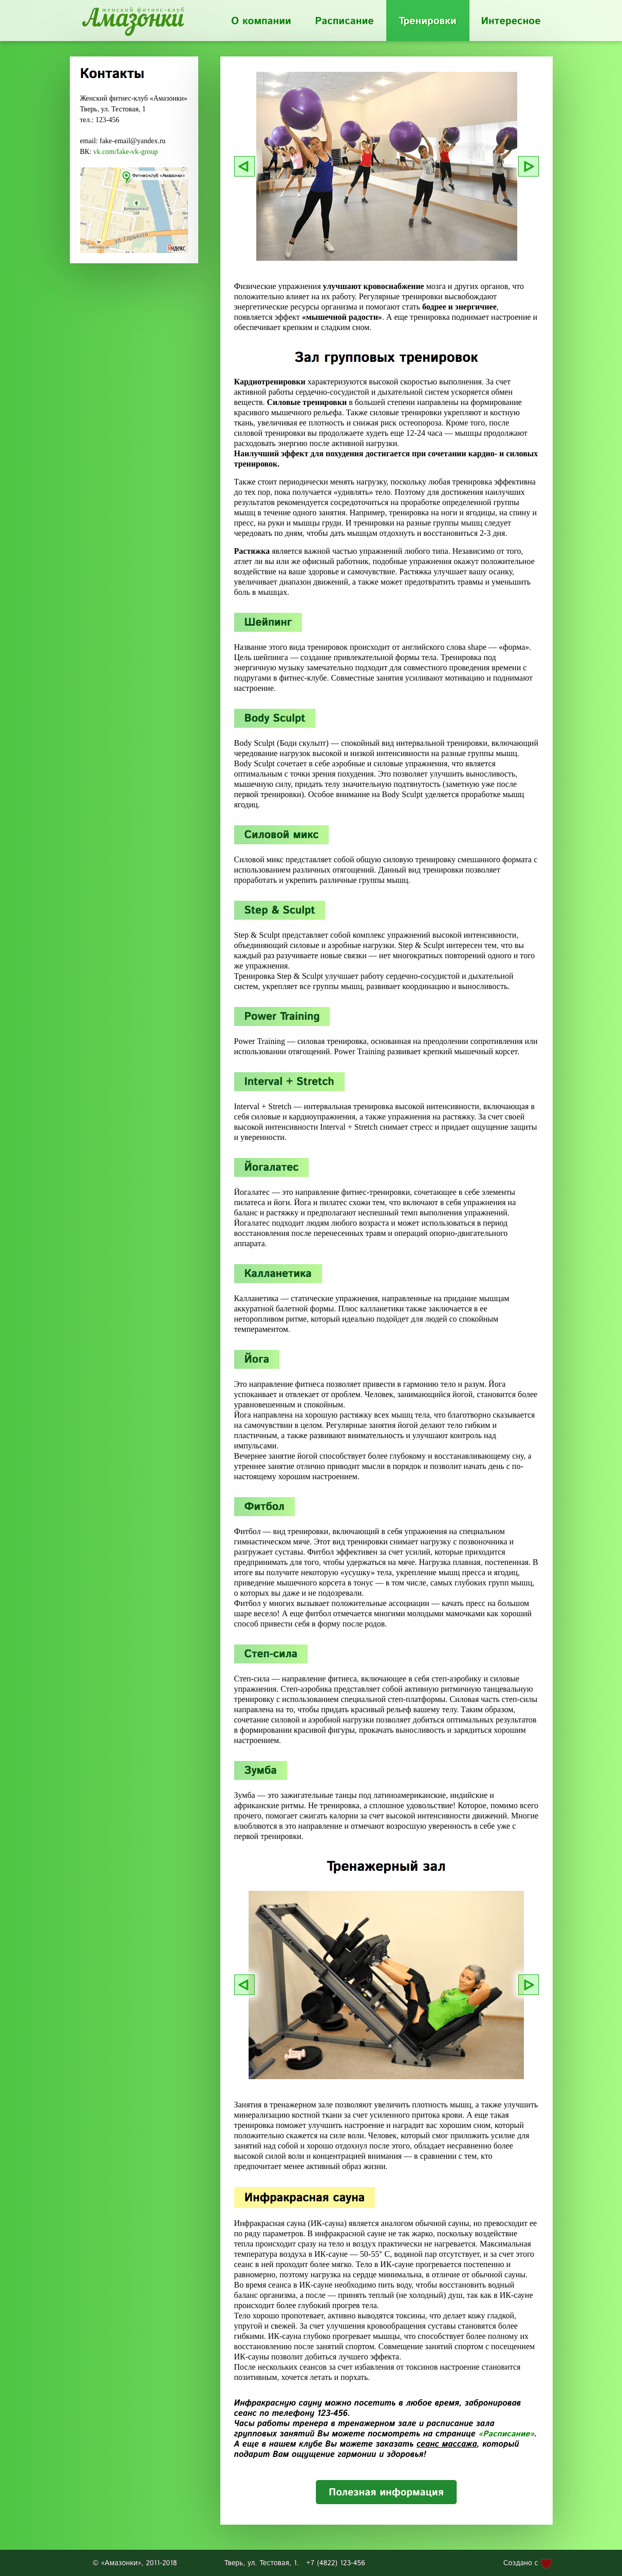 женский фитнес-клуб
Амазонки
О компании
Расписание
Тренировки
Интересное
Контакты
Женский фитнес-клуб «Амазонки»
Тверь, ул. Тестовая, 1
тел.: 123-456
email: fake-email@yandex.ru
ВК: vk.com/fake-vk-group
Фитнес-клуб «Амазонки»
ул. Горького
Яндекс
Физические упражнения улучшают кровоснабжение мозга и других органов, что
положительно влияет на их работу. Регулярные тренировки высвобождают
энергетические ресурсы организма и помогают стать бодрее и энергичнее,
появляется эффект «мышечной радости». А еще тренировка поднимает настроение и
обеспечивает крепким и сладким сном.
Зал групповых тренировок
Кардиотренировки характеризуются высокой скоростью выполнения. За счет
активной работы сердечно-сосудистой и дыхательной систем ускоряется обмен
веществ. Силовые тренировки в большей степени направлены на формирование
красивого мышечного рельефа. Также силовые тренировки укрепляют и костную
ткань, увеличивая ее плотность и снижая риск остеопороза. Кроме того, после
силовой тренировки вы продолжаете худеть еще 12-24 часа — мышцы продолжают
расходовать энергию после активной нагрузки.
Наилучший эффект для похудения достигается при сочетании кардио- и силовых
тренировок.
Также стоит периодически менять нагрузку, поскольку любая тренировка эффективна
до тех пор, пока получается «удивлять» тело. Поэтому для достижения наилучших
результатов рекомендуется сосредоточиться на проработке определенной группы
мышц в течение одного занятия. Например, тренировка на ноги и ягодицы, на спину и
пресс, на руки и мышцы груди. И тренировки на разные группы мышц следует
чередовать по дням, чтобы дать мышцам отдохнуть и восстановиться 2-3 дня.
Растяжка является важной частью упражнений любого типа. Независимо от того,
атлет ли вы или же офисный работник, подобные упражнения окажут положительное
воздействие на ваше здоровье и самочувствие. Растяжка улучшает вашу осанку,
увеличивает диапазон движений, а также может предотвратить травмы и уменьшить
боль в мышцах.
Шейпинг
Название этого вида тренировок происходит от английского слова shape — «форма».
Цель шейпинга — создание привлекательной формы тела. Тренировка под
энергичную музыку замечательно подходит для совместного проведения времени с
подругами в фитнес-клубе. Совместные занятия усиливают мотивацию и поднимают
настроение.
Body Sculpt
Body Sculpt (Боди скульпт) — спокойный вид интервальной тренировки, включающий
чередование нагрузок высокой и низкой интенсивности на разные группы мышц.
Body Sculpt сочетает в себе аэробные и силовые упражнения, что является
оптимальным с точки зрения похудения. Это позволяет улучшить выносливость,
мышечную силу, придать телу значительную подтянутость (заметную уже после
первой тренировки). Особое внимание на Body Sculpt уделяется проработке мышц
ягодиц.
Силовой микс
Силовой микс представляет собой общую силовую тренировку смешанного формата с
использованием различных отягощений. Данный вид тренировки позволяет
проработать и укрепить различные группы мышц.
Step & Sculpt
Step & Sculpt представляет собой комплекс упражнений высокой интенсивности,
объединяющий силовые и аэробные нагрузки. Step & Sculpt интересен тем, что вы
каждый раз разучиваете новые связки — нет многократных повторений одного и того
же упражнения.
Тренировка Step & Sculpt улучшает работу сердечно-сосудистой и дыхательной
систем, укрепляет все группы мышц, развивает координацию и выносливость.
Power Training
Power Training — силовая тренировка, основанная на преодолении сопротивления или
использовании отягощений. Power Training развивает крепкий мышечный корсет.
Interval + Stretch
Interval + Stretch — интервальная тренировка высокой интенсивности, включающая в
себя силовые и кардиоупражнения, а также упражнения на растяжку. За счет своей
высокой интенсивности Interval + Stretch снимает стресс и придает ощущение защиты
и уверенности.
Йогалатес
Йогалатес — это направление фитнес-тренировки, сочетающее в себе элементы
пилатеса и йоги. Йога и пилатес схожи тем, что включают в себя упражнения на
баланс и растяжку и предполагают неспешный темп выполнения упражнений.
Йогалатес подходит людям любого возраста и может использоваться в период
восстановления после перенесенных травм и операций опорно-двигательного
аппарата.
Калланетика
Калланетика — статические упражнения, направленные на придание мышцам
аккуратной балетной формы. Плюс калланетики также заключается в ее
неторопливом ритме, который идеально подойдет для людей со спокойным
темпераментом.
Йога
Это направление фитнеса позволяет привести в гармонию тело и разум. Йога
успокаивает и отвлекает от проблем. Человек, занимающийся йогой, становится более
уравновешенным и спокойным.
Йога направлена на хорошую растяжку всех мышц тела, что благотворно сказывается
на самочувствии в целом. Регулярные занятия йогой делают тело гибким и
пластичным, а также развивают внимательность и улучшают контроль над
импульсами.
Вечернее занятие йогой способствует более глубокому и восстанавливающему сну, а
утреннее занятие отлично приводит мысли в порядок и позволит начать день с по-
настоящему хорошим настроением.
Фитбол
Фитбол — вид тренировки, включающий в себя упражнения на специальном
гимнастическом мяче. Этот вид тренировки снимает нагрузку с позвоночника и
разгружает суставы. Фитбол эффективен за счет усилий, которые приходится
предпринимать для того, чтобы удержаться на мяче. Нагрузка плавная, постепенная. В
итоге вы получите некоторую «усушку» тела, укрепление мышц пресса и ягодиц,
приведение мышечного корсета в тонус — в том числе, самых глубоких групп мышц,
о которых вы даже и не подозревали.
Фитбол у многих вызывает положительные ассоциации — качать пресс на большом
шаре весело! А еще фитбол отмечается многими молодыми мамочками как хороший
способ привести себя в форму после родов.
Степ-сила
Степ-сила — направление фитнеса, включающее в себя степ-аэробику и силовые
упражнения. Степ-аэробика представляет собой активную ритмичную танцевальную
тренировку с использованием специальной степ-платформы. Силовая часть степ-силы
направлена на то, чтобы придать красивый рельеф вашему телу. Таким образом,
сочетание силовой и аэробной нагрузки позволяет добиться оптимальных результатов
в формировании красивой фигуры, прокачать выносливость и зарядиться хорошим
настроением.
Зумба
Зумба — это зажигательные танцы под латиноамериканские, индийские и
африканские ритмы. Не тренировка, а сплошное удовольствие! Которое, помимо всего
прочего, помогает сжигать калории за счет высокой интенсивности движений. Многие
влюбляются в это направление и отмечают возросшую уверенность в себе уже с
первой тренировки.
Тренажерный зал
Занятия в тренажерном зале позволяют увеличить плотность мышц, а также улучшить
минерализацию костной ткани за счет усиленного притока крови. А еще такая
тренировка поможет улучшить настроение и наградит вас хорошим сном, который
положительно скажется на силе воли. Человек, который смог приложить усилие для
занятий над собой и хорошо отдохнул после этого, обладает несравненно более
высокой силой воли и концентрацией внимания — в сравнении с тем, кто
предпочитает менее активный образ жизни.
Инфракрасная сауна
Инфракрасная сауна (ИК-сауна) является аналогом обычной сауны, но превосходит ее
по ряду параметров. В инфракрасной сауне не так жарко, поскольку воздействие
тепла происходит сразу на тело и воздух практически не нагревается. Максимальная
температура воздуха в ИК-сауне — 50-55° С, водяной пар отсутствует, и за счет этого
сеанс в ней проходит более мягко. Тело в ИК-сауне прогревается постепенно и
равномерно, поэтому нагрузка на сердце минимальна, в отличие от обычной сауны.
Во время сеанса в ИК-сауне необходимо пить воду, чтобы восстановить водный
баланс организма, а после — принять теплый (не холодный) душ, так как в ИК-сауне
происходит более глубокий прогрев тела.
Тело хорошо пропотевает, активно выводятся токсины, что делает кожу гладкой,
упругой и свежей. За счет улучшения кровообращения суставы становятся более
гибкими. ИК-сауна глубоко прогревает мышцы, что способствует более полному их
восстановлению после занятий спортом. Совмещение занятий спортом с посещением
ИК-сауны позволит добиться лучшего эффекта.
После нескольких сеансов за счет избавления от токсинов настроение становится
позитивным, хочется летать и порхать.
Инфракрасную сауну можно посетить в любое время, забронировав
сеанс по телефону 123-456.
Часы работы тренера в тренажерном зале и расписание зала
групповых занятий Вы можете посмотреть на странице «Расписание».
А еще в нашем клубе Вы можете заказать сеанс массажа, который
подарит Вам ощущение гармонии и здоровья!
Полезная информация
© «Амазонки», 2011-2018
Тверь, ул. Тестовая, 1. +7 (4822) 123-456
Создано с